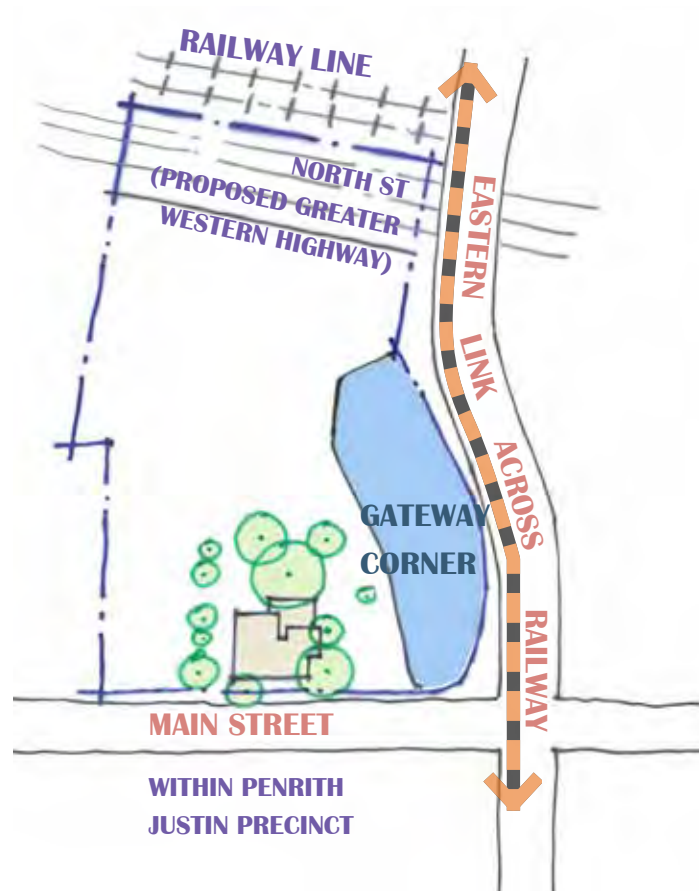 RAILWAY LINE
NORTH ST
(PROPOSED GREATER
WESTERN HIGHWAY)
EASTERN LINK ACROSS RAILWAY
GATEWAY
CORNER
MAIN STREET
WITHIN PENRITH
JUSTIN PRECINCT